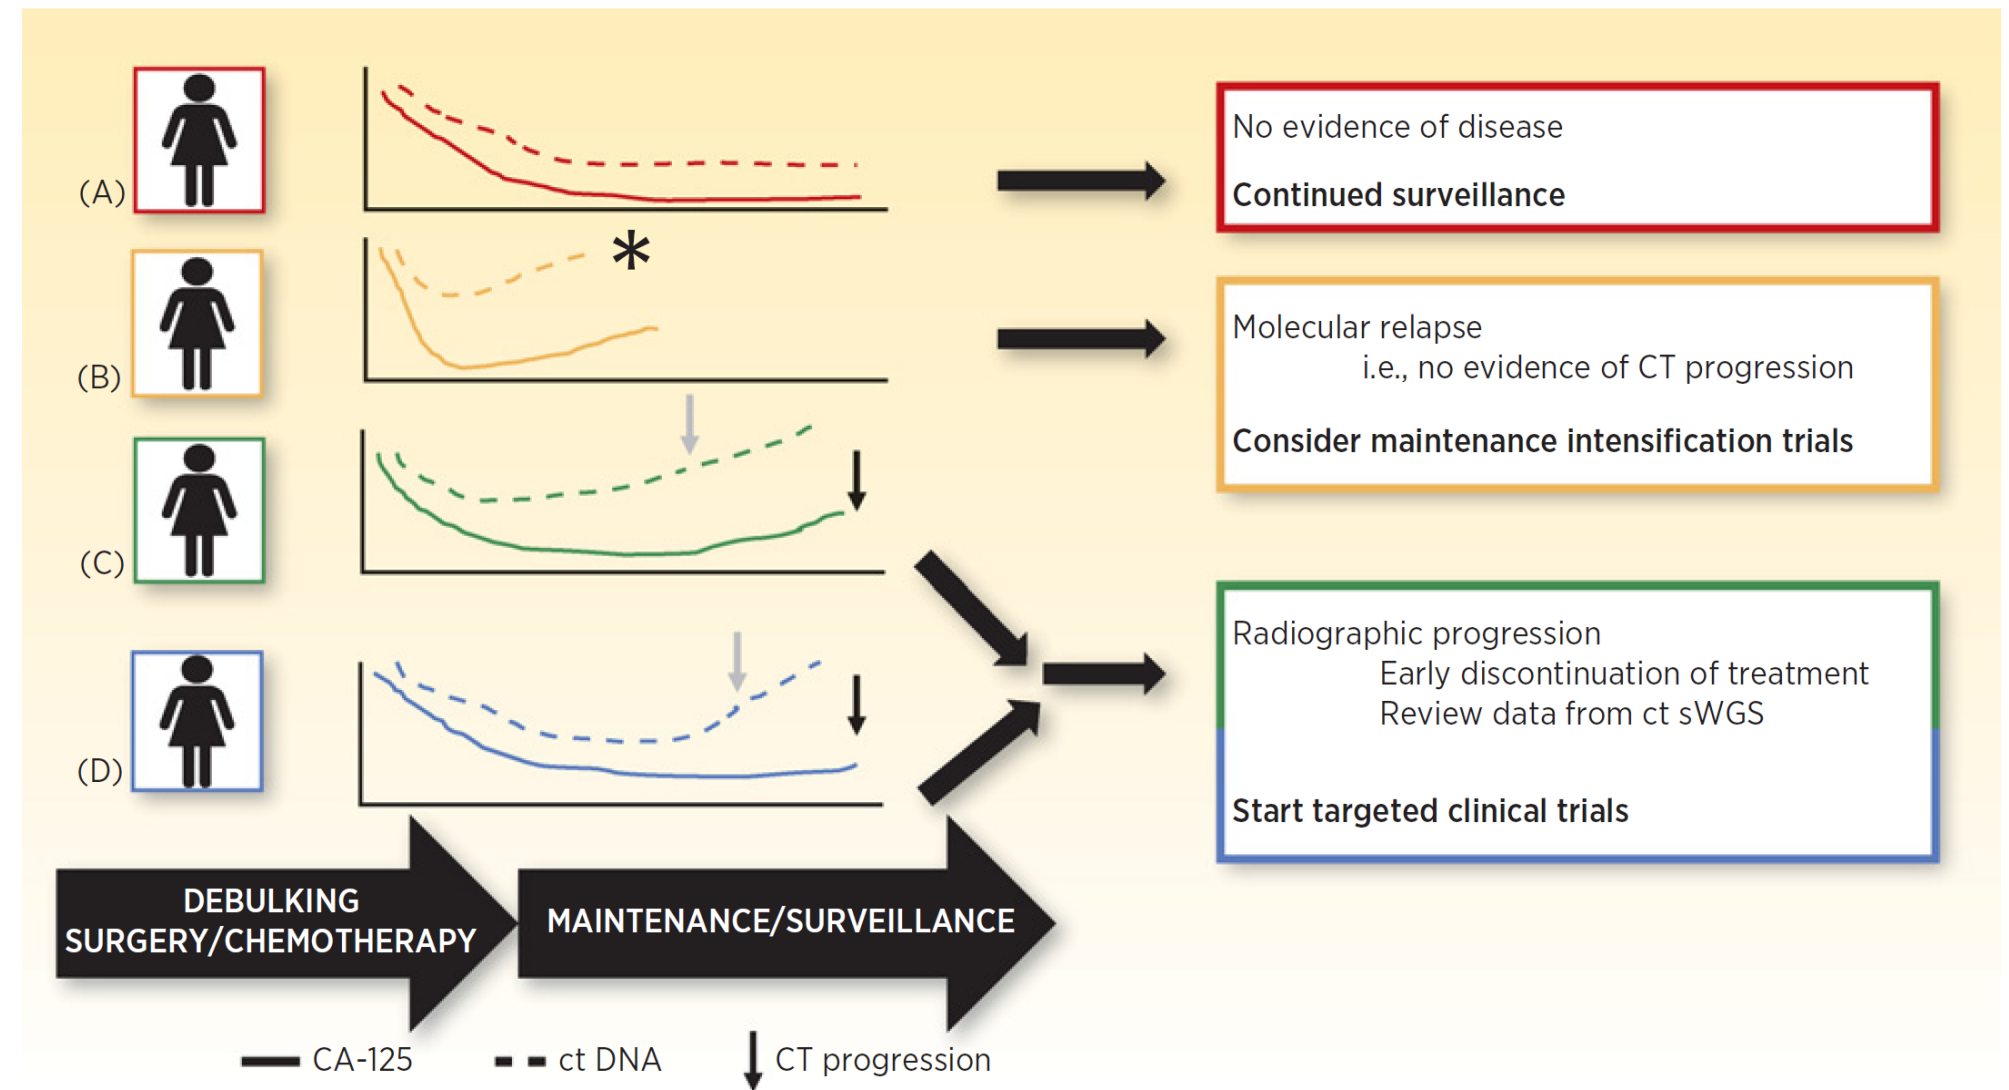 (A)
No evidence of disease
Continued surveillance
*
(B)
Molecular relapse
i.e., no evidence of CT progression
Consider maintenance intensification trials
(C)
(D)
Radiographic progression
Early discontinuation of treatment
Review data from ct sWGS
Start targeted clinical trials
DEBULKING
SURGERY/CHEMOTHERAPY
MAINTENANCE/SURVEILLANCE
CA-125
ct DNA
CT progression